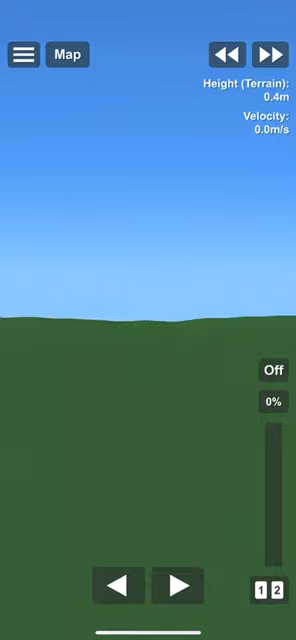 Map
Height (Terrain):
0.4m
Velocity:
0.0m/s
Off
0%
1 2